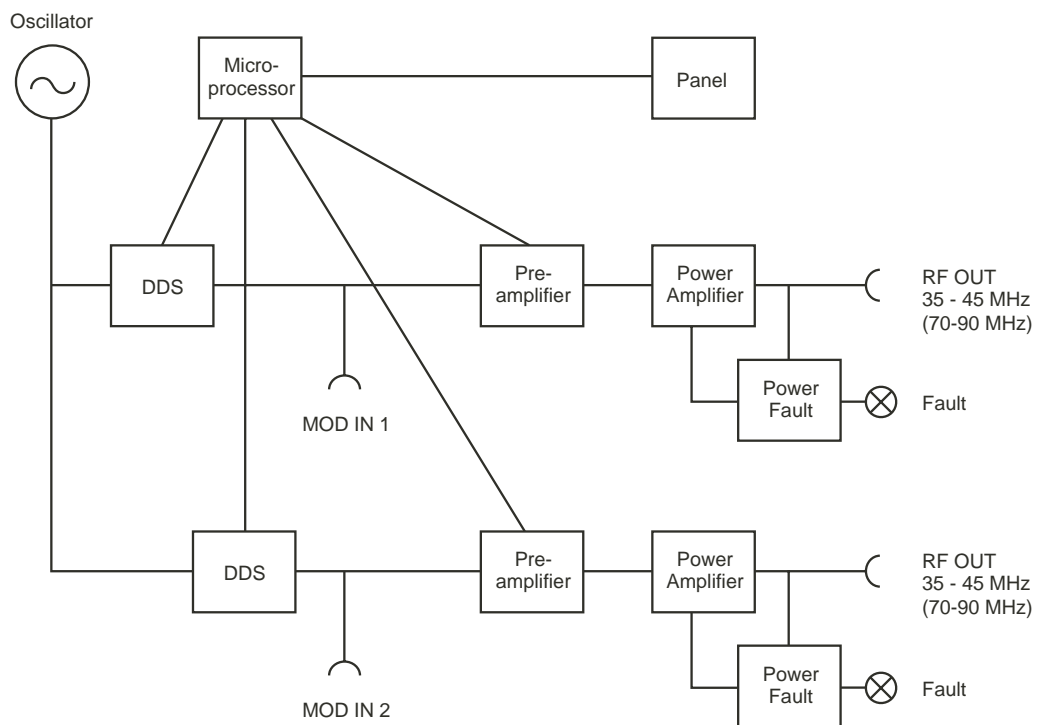 Oscillator
Micro-
processor
Panel
DDS
Pre-
amplifier
Power
Amplifier
RF OUT
35 - 45 MHz
(70-90 MHz)
MOD IN 1
Power
Fault
Fault
DDS
Pre-
amplifier
Power
Amplifier
RF OUT
35 - 45 MHz
(70-90 MHz)
MOD IN 2
Power
Fault
Fault